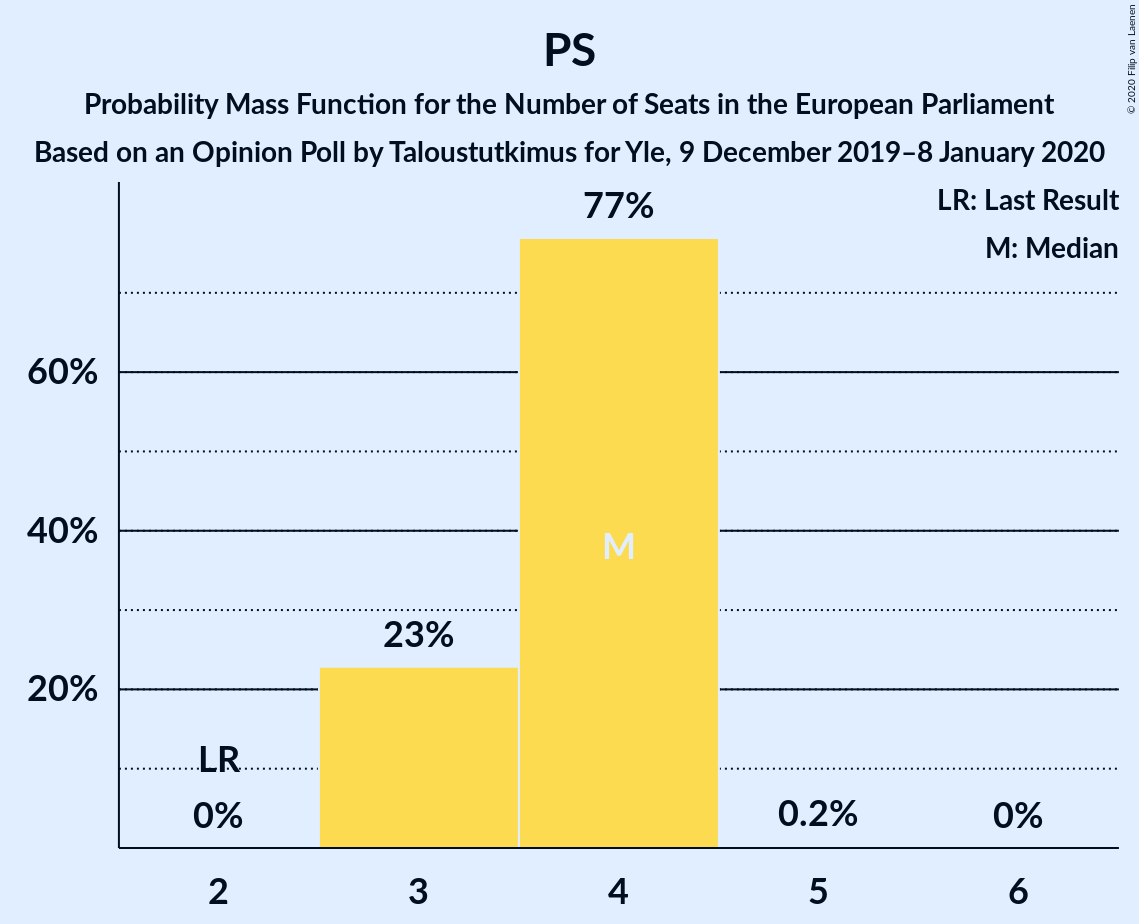 PS
Probability Mass Function for the Number of Seats in the European Parliament
Based on an Opinion Poll by Taloustutkimus for Yle, 9 December 2019–8 January 2020
© 2020 Filip van Laenen
LR: Last Result
M: Median
77%
60%
40%
M
23%
20%
LR
0%
0.2%
0%
2
3
4
5
6